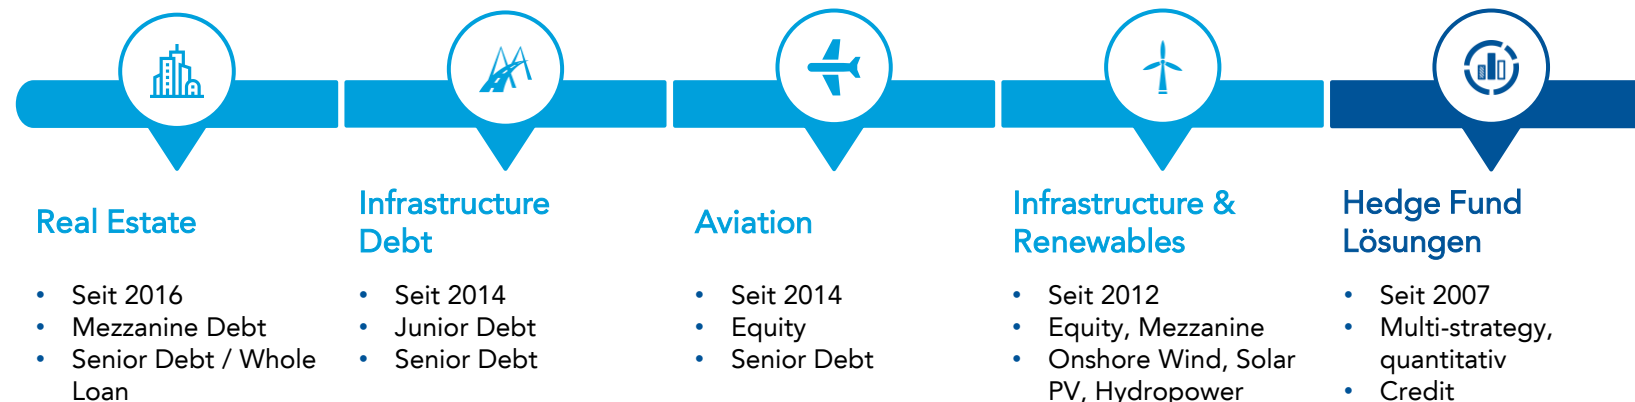 Real Estate
• Seit 2016
• Mezzanine Debt
• Senior Debt / Whole
Loan
Infrastructure
Debt
• Seit 2014
• Junior Debt
• Senior Debt
Aviation
• Seit 2014
• Equity
• Senior Debt
Infrastructure &
Renewables
• Seit 2012
• Equity, Mezzanine
• Onshore Wind, Solar
PV, Hydropower
Hedge Fund
Lösungen
• Seit 2007
• Multi-strategy,
quantitativ
• Credit